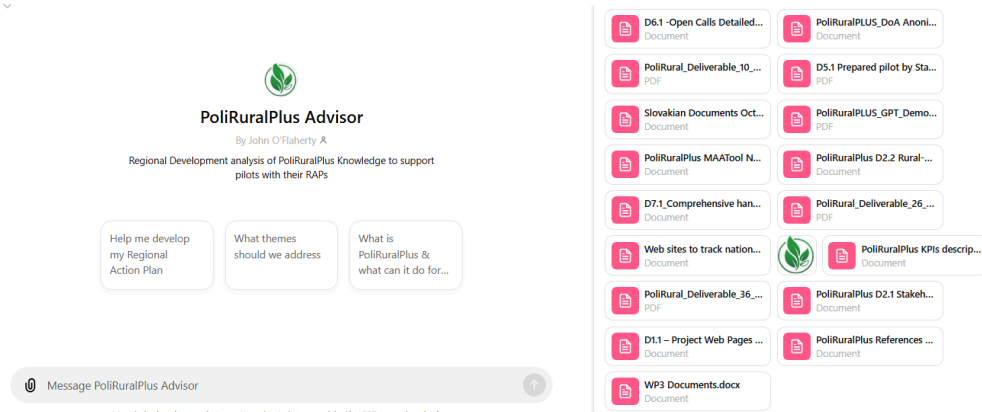 PoliRuralPlus Advisor
By John O'Flaherty
Regional Development analysis of PoliRuralPlus Knowledge to support
pilots with their RAPs
Help me develop
my Regional
Action Plan
What themes
should we address
What is
PoliRuralPlus &
what can it do for...
Message PoliRuralPlus Advisor
D6.1 -Open Calls Detailed...
Document
PoliRuralPLUS_DoA Anoni...
Document
PoliRural_Deliverable_10_...
PDF
D5.1 Prepared pilot by Sta...
Document
Slovakian Documents Oct...
Document
PoliRuralPLUS_GPT_Demo...
PDF
PoliRuralPlus MAATool N...
Document
PoliRuralPlus D2.2 Rural-...
Document
D7.1_Comprehensive han...
Document
PoliRural_Deliverable_26_...
PDF
Web sites to track nation...
Document
PoliRuralPlus KPIs descrip...
Document
PoliRural_Deliverable_36_...
PDF
PoliRuralPlus D2.1 Stakeh...
Document
D1.1 – Project Web Pages ...
Document
PoliRuralPlus References ...
Document
WP3 Documents.docx
Document